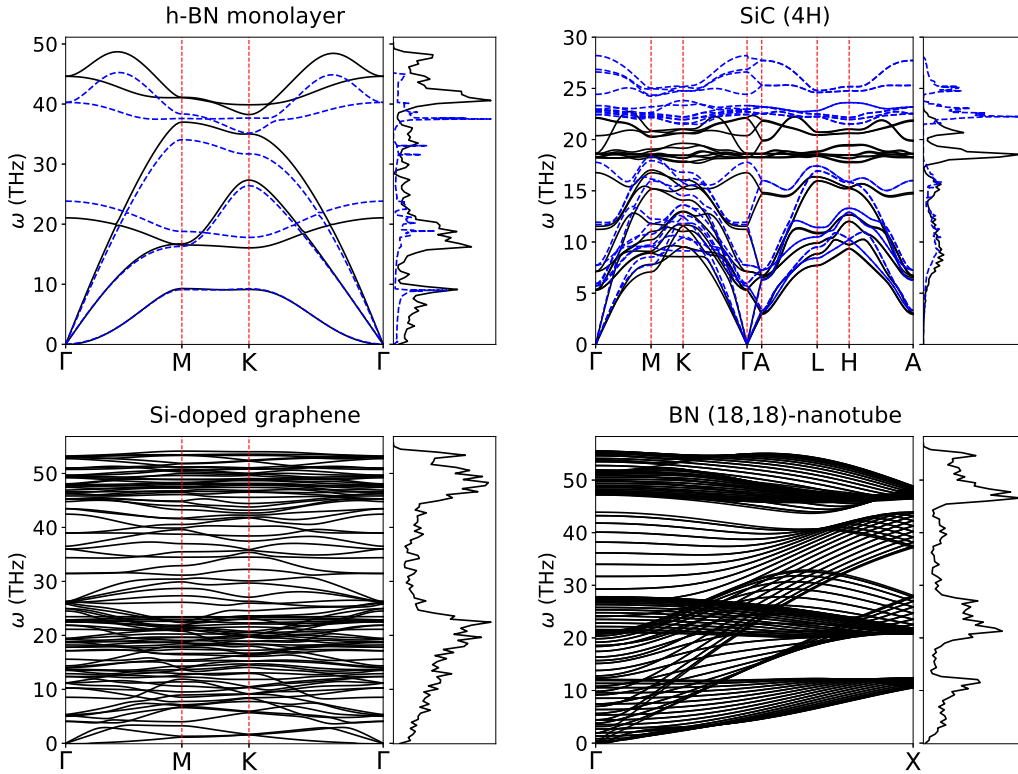 h-BN monolayer
50
40
30
20
10
0
ω (THz)
Γ M K Γ
SiC (4H)
30
25
20
15
10
5
0
ω (THz)
Γ M K Γ A L H A
Si-doped graphene
50
40
30
20
10
0
ω (THz)
Γ M K Γ
BN (18,18)-nanotube
50
40
30
20
10
0
ω (THz)
Γ X